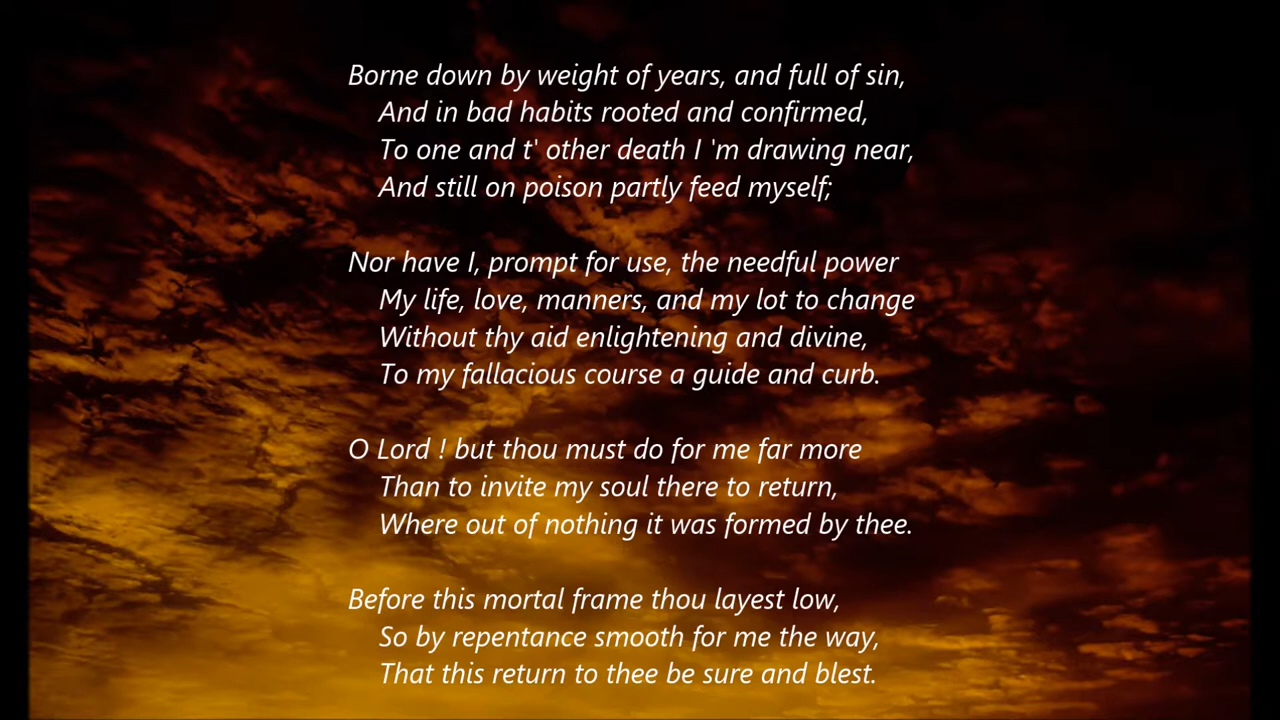 Borne down by weight of years, and full of sin,
And in bad habits rooted and confirmed,
To one and t' other death I 'm drawing near,
And still on poison partly feed myself;
Nor have I, prompt for use, the needful power
My life, love, manners, and my lot to change
Without thy aid enlightening and divine,
To my fallacious course a guide and curb.
O Lord ! but thou must do for me far more
Than to invite my soul there to return,
Where out of nothing it was formed by thee.
Before this mortal frame thou layest low,
So by repentance smooth for me the way,
That this return to thee be sure and blest.